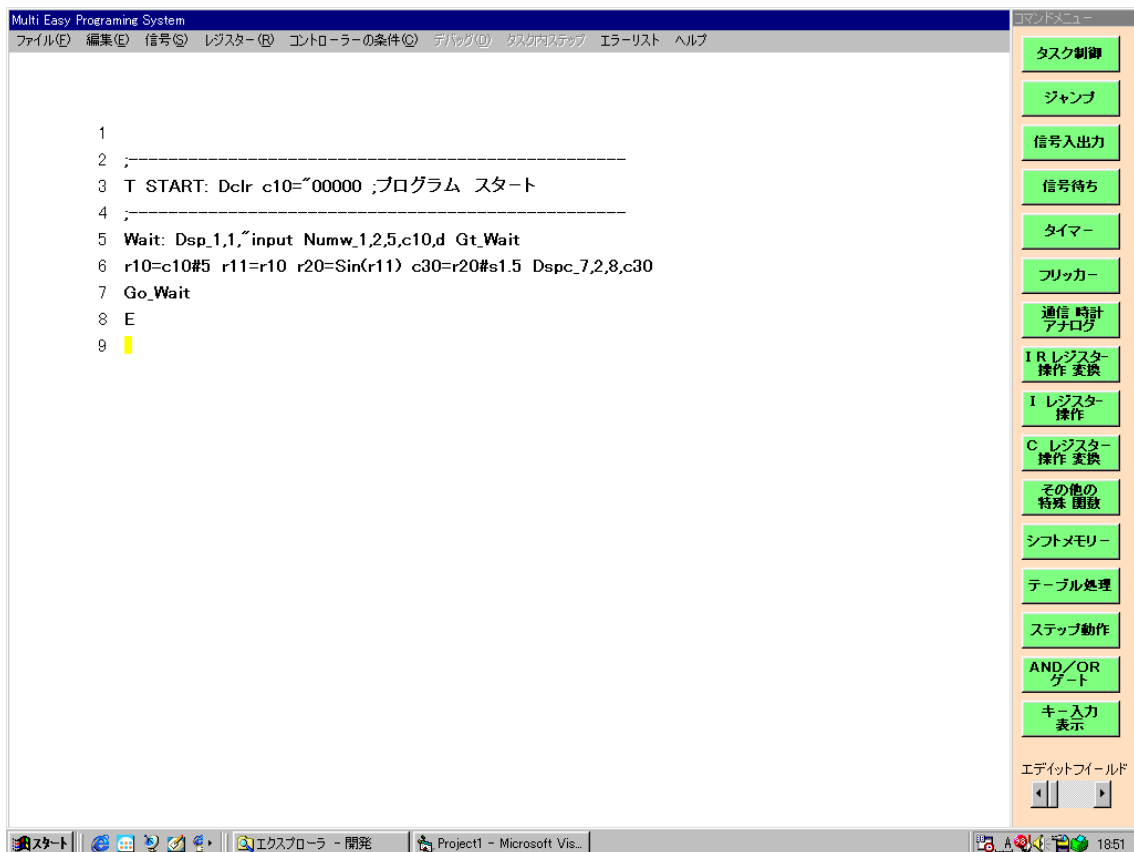 Multi Easy Programing System
ファイル(F) 編集(E) 信号(S) レジスター(R) コントローラーの条件(C) デバッグ(D) タスク内ステップ エラーリスト ヘルプ
1
2 ;--------------------------------------------------
3 T START: Dclr c10="00000 ;プログラム スタート
4 ;--------------------------------------------------
5 Wait: Dsp_1,1,"input Numw_1,2,5,c10,d Gt_Wait
6 r10=c10#5 r11=r10 r20=Sin(r11) c30=r20#s1.5 Dspc_7,2,8,c30
7 Go_Wait
8 E
9
コマンドメニュー
タスク制御
ジャンプ
信号入出力
信号待ち
タイマー
フリッカー
通信 時計
アナログ
I R レジスター
操作 変換
I レジスター
操作
C レジスター
操作 変換
その他の
特殊 関数
シフトメモリー
テーブル処理
ステップ動作
AND/OR
ゲート
キー入力
表示
エディットフィールド
スタート エクスプローラ - 開発 Project1 - Microsoft Vis... A 18:51